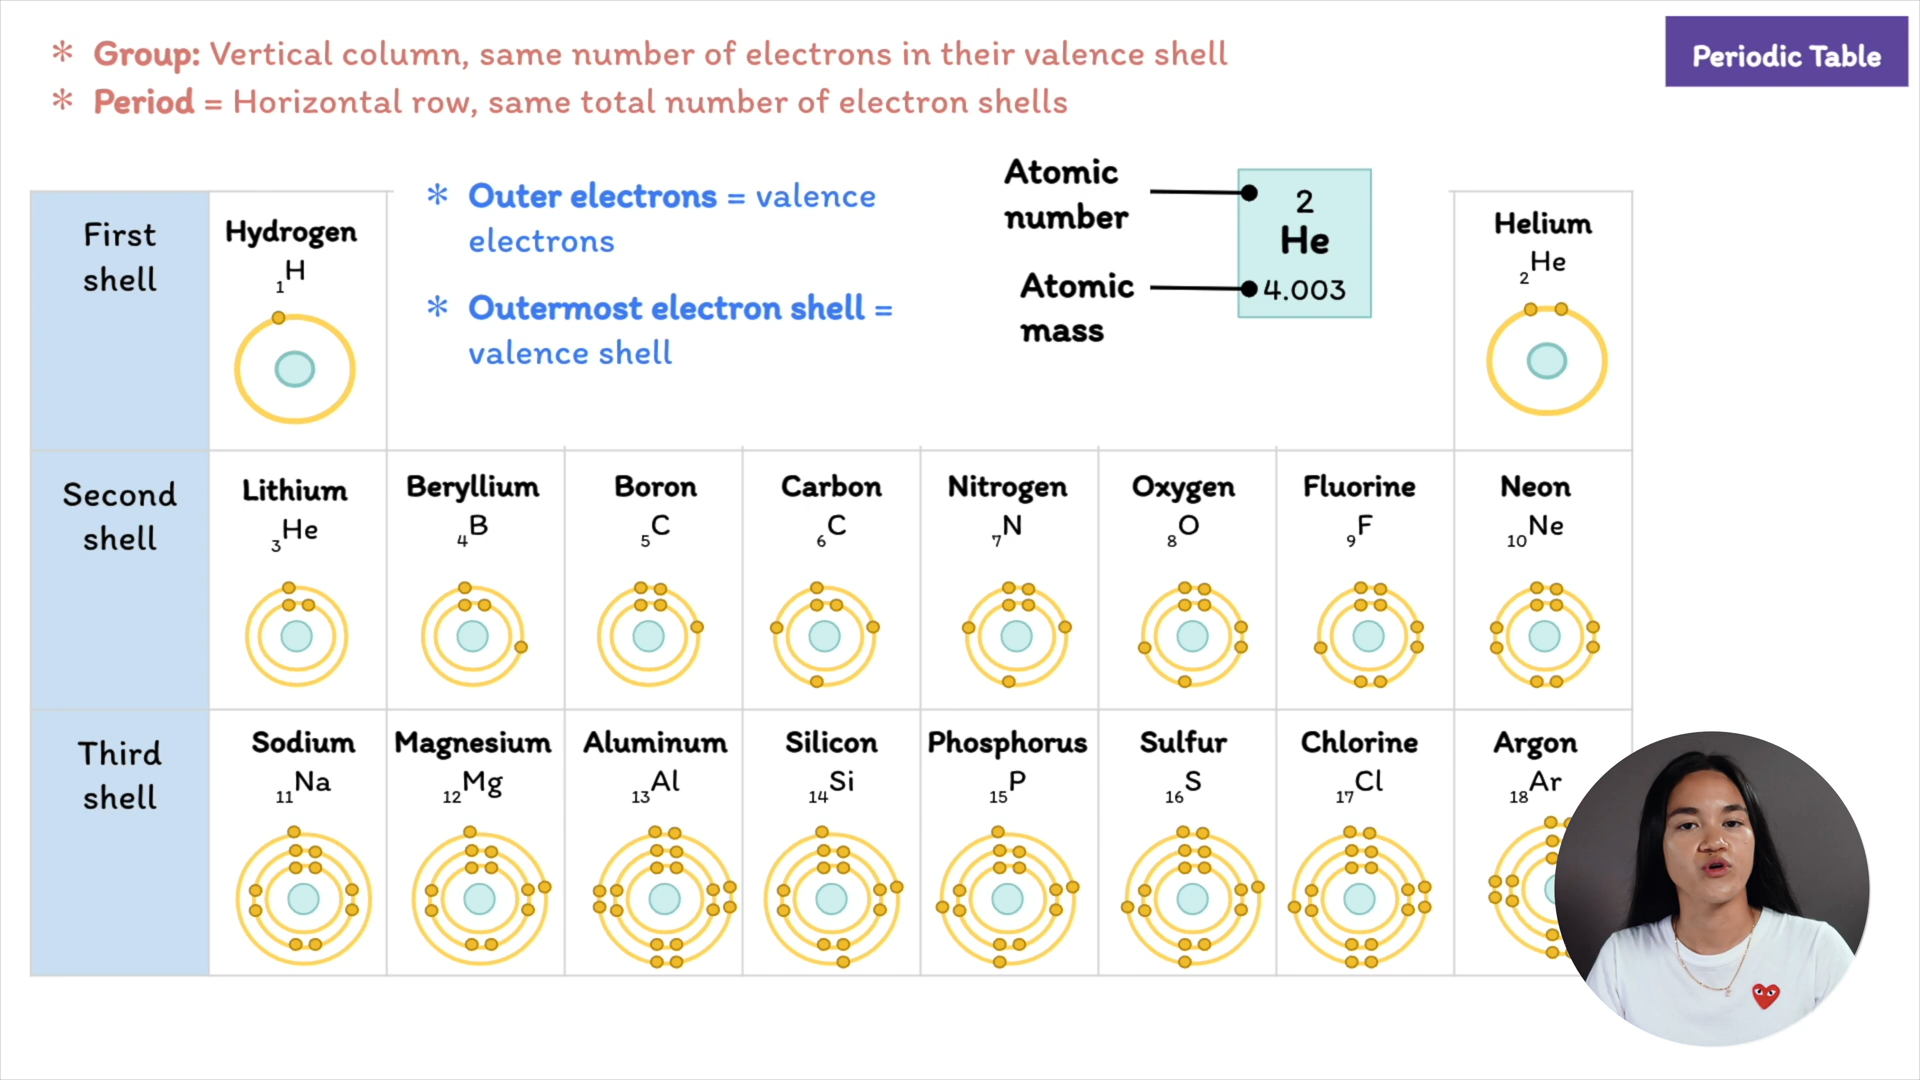 * Group: Vertical column, same number of electrons in their valence shell
* Period = Horizontal row, same total number of electron shells
Periodic Table
* Outer electrons = valence
electrons
* Outermost electron shell =
valence shell
Atomic
number
Atomic
mass
2
He
4.003
First
shell
Hydrogen
1H
Helium
2He
Second
shell
Lithium
3He
Beryllium
4B
Boron
5C
Carbon
6C
Nitrogen
7N
Oxygen
8O
Fluorine
9F
Neon
10Ne
Third
shell
Sodium
11Na
Magnesium
12Mg
Aluminum
13Al
Silicon
14Si
Phosphorus
15P
Sulfur
16S
Chlorine
17Cl
Argon
18Ar